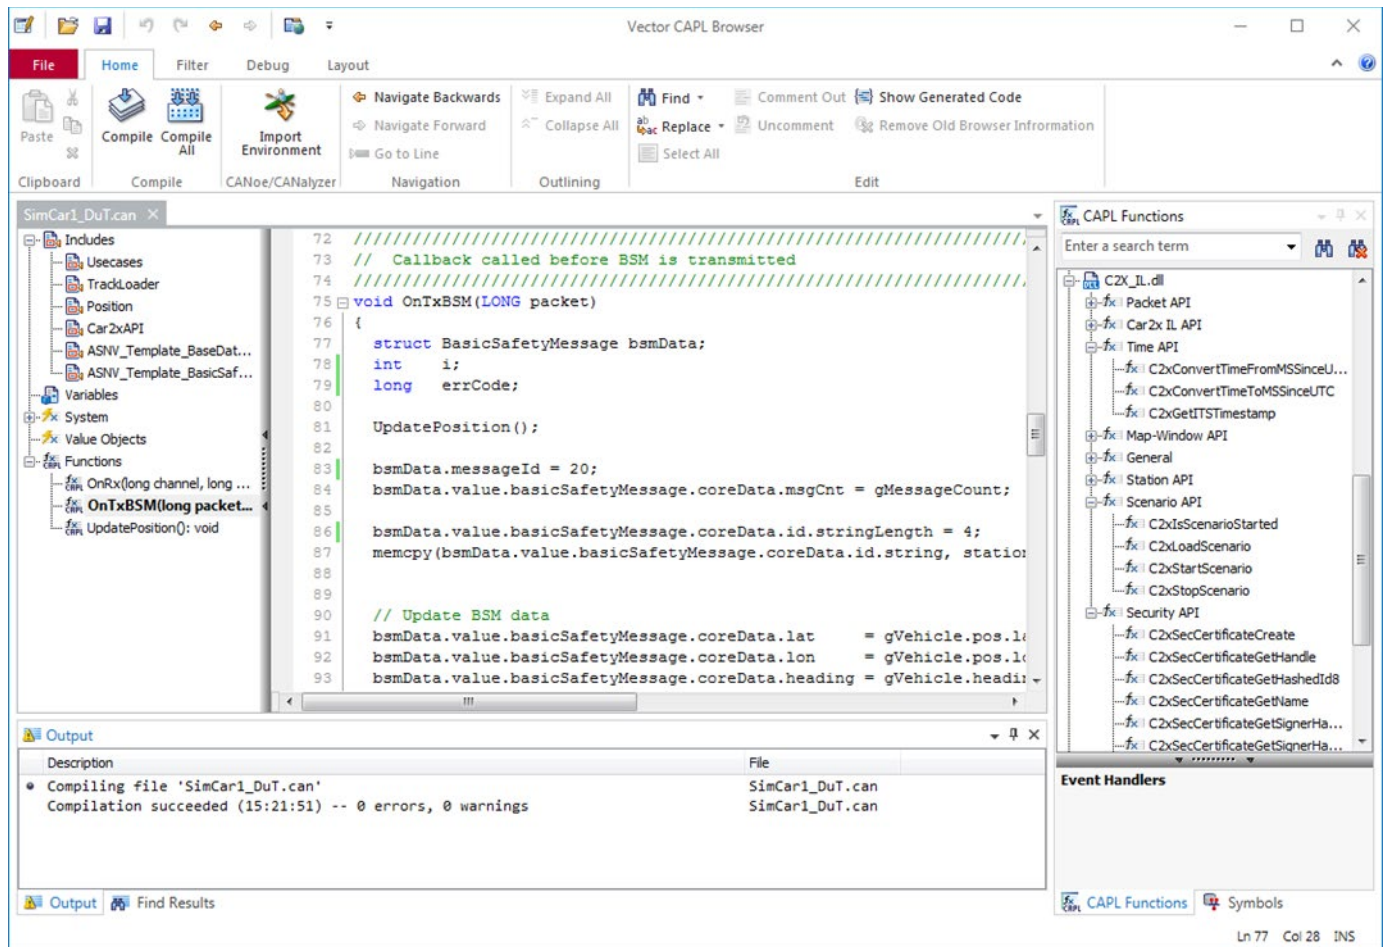 Vector CAPL Browser
File Home Filter Debug Layout
Paste
Compile
Compile All
Import Environment
Navigate Backwards
Navigate Forward
Go to Line
Expand All
Collapse All
Find
Replace
Select All
Comment Out
Uncomment
Show Generated Code
Remove Old Browser Infrormation
Clipboard Compile CANoe/CANalyzer Navigation Outlining Edit
SimCar1_DuT.can
Includes
Usecases
TrackLoader
Position
Car2xAPI
ASNV_Template_BaseDat...
ASNV_Template_BasicSaf...
Variables
System
Value Objects
Functions
OnRx(long channel, long ...
OnTxBSM(long packet...
UpdatePosition(): void
72 ////////////////////////////////////////////////////////////////////
73 //  Callback called before BSM is transmitted
74 ////////////////////////////////////////////////////////////////////
75 void OnTxBSM(LONG packet)
76 {
77 struct BasicSafetyMessage bsmData;
78 int    i;
79 long   errCode;
80
81 UpdatePosition();
82
83 bsmData.messageId = 20;
84 bsmData.value.basicSafetyMessage.coreData.msgCnt = gMessageCount;
85
86 bsmData.value.basicSafetyMessage.coreData.id.stringLength = 4;
87 memcpy(bsmData.value.basicSafetyMessage.coreData.id.string, station
88
89
90 // Update BSM data
91 bsmData.value.basicSafetyMessage.coreData.lat     = gVehicle.pos.la
92 bsmData.value.basicSafetyMessage.coreData.lon     = gVehicle.pos.lo
93 bsmData.value.basicSafetyMessage.coreData.heading = gVehicle.headin
CAPL Functions
Enter a search term
C2X_IL.dll
Packet API
Car2x IL API
Time API
C2xConvertTimeFromMSSinceU...
C2xConvertTimeToMSSinceUTC
C2xGetITSTimestamp
Map-Window API
General
Station API
Scenario API
C2xIsScenarioStarted
C2xLoadScenario
C2xStartScenario
C2xStopScenario
Security API
C2xSecCertificateCreate
C2xSecCertificateGetHandle
C2xSecCertificateGetHashedId8
C2xSecCertificateGetName
C2xSecCertificateGetSignerHa...
C2xSecCertificateGetSignerHa...
Event Handlers
CAPL Functions Symbols
Output
Description File
Compiling file 'SimCar1_DuT.can' SimCar1_DuT.can
Compilation succeeded (15:21:51) -- 0 errors, 0 warnings SimCar1_DuT.can
Output Find Results
Ln 77 Col 28 INS